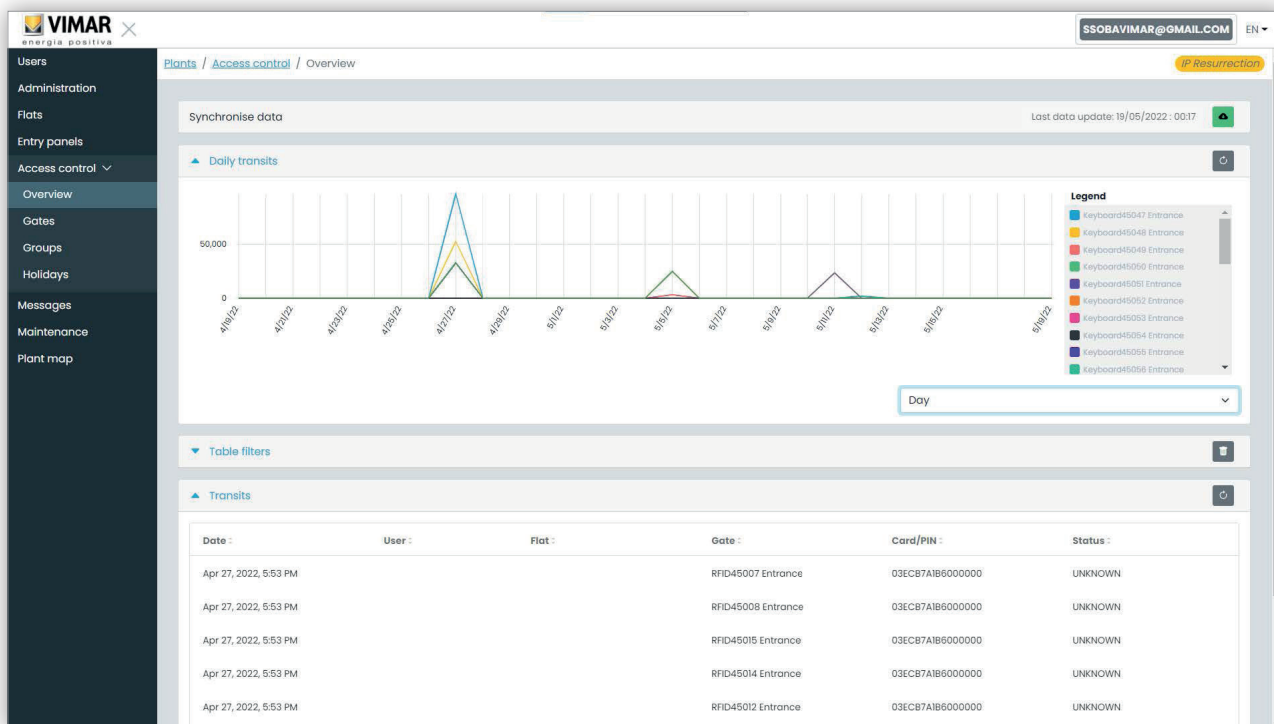 VIMAR
energia positiva
SSOBAVIMAR@GMAIL.COM
EN
Users
Administration
Flats
Entry panels
Access control
Overview
Gates
Groups
Holidays
Messages
Maintenance
Plant map
Plants / Access control / Overview
IP Resurrection
Synchronise data
Last data update: 19/05/2022 : 00:17
Daily transits
50,000
0
4/19/22
4/21/22
4/23/22
4/25/22
4/27/22
4/29/22
5/1/22
5/3/22
5/5/22
5/7/22
5/9/22
5/11/22
5/13/22
5/15/22
5/19/22
Legend
Keyboard45047 Entrance
Keyboard45048 Entrance
Keyboard45049 Entrance
Keyboard45050 Entrance
Keyboard45051 Entrance
Keyboard45052 Entrance
Keyboard45053 Entrance
Keyboard45054 Entrance
Keyboard45055 Entrance
Keyboard45056 Entrance
Day
Table filters
Transits
Date User Flat Gate Card/PIN Status
Apr 27, 2022, 5:53 PM RFID45007 Entrance 03ECB7A1B6000000 UNKNOWN
Apr 27, 2022, 5:53 PM RFID45008 Entrance 03ECB7A1B6000000 UNKNOWN
Apr 27, 2022, 5:53 PM RFID45015 Entrance 03ECB7A1B6000000 UNKNOWN
Apr 27, 2022, 5:53 PM RFID45014 Entrance 03ECB7A1B6000000 UNKNOWN
Apr 27, 2022, 5:53 PM RFID45012 Entrance 03ECB7A1B6000000 UNKNOWN